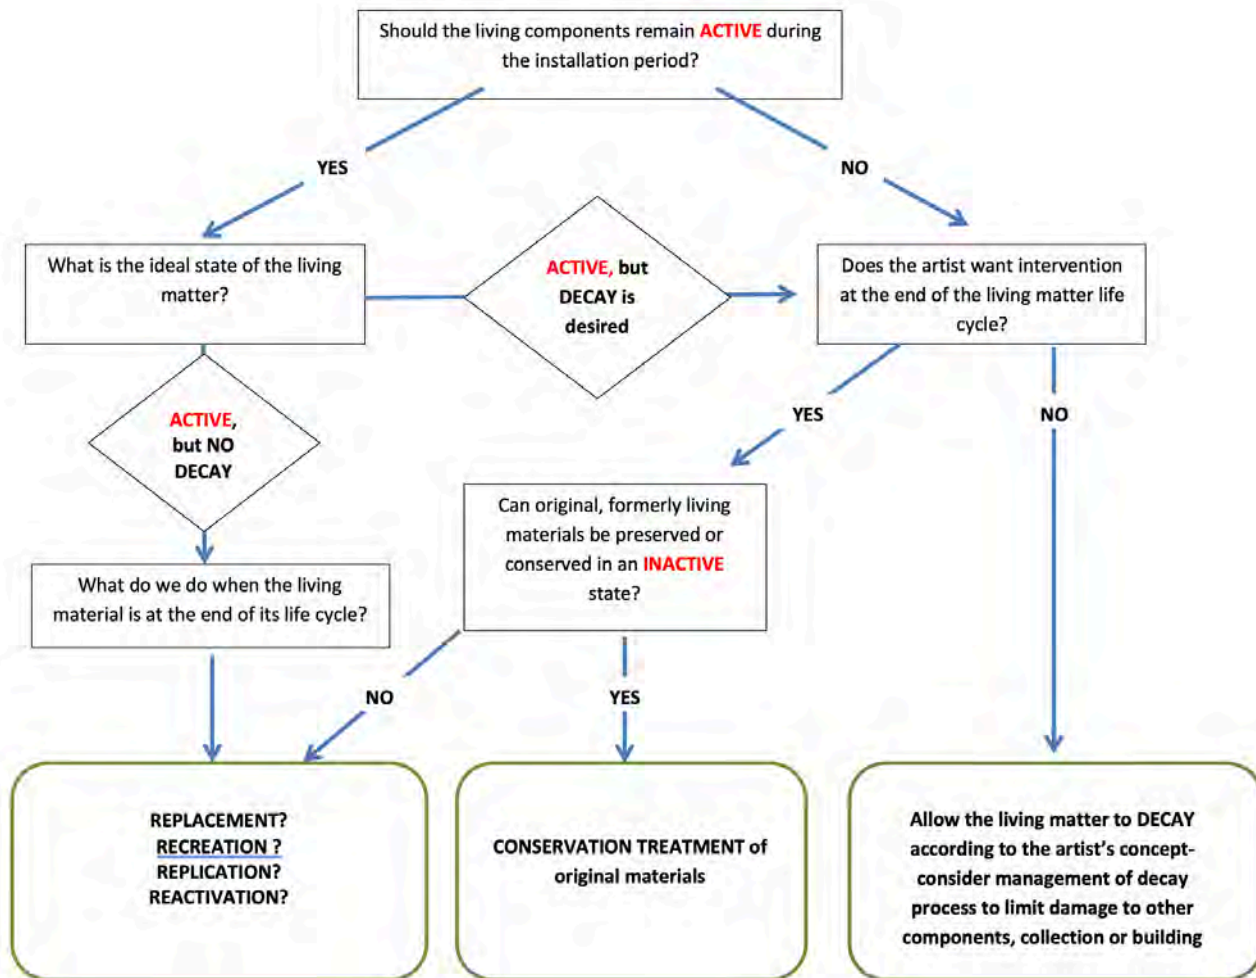 Should the living components remain ACTIVE during
the installation period?
YES
NO
What is the ideal state of the living
matter?
ACTIVE, but
DECAY is
desired
Does the artist want intervention
at the end of the living matter life
cycle?
ACTIVE,
but NO
DECAY
YES
NO
Can original, formerly living
materials be preserved or
conserved in an INACTIVE
state?
What do we do when the living
material is at the end of its life cycle?
NO
YES
REPLACEMENT?
RECREATION ?
REPLICATION?
REACTIVATION?
CONSERVATION TREATMENT of
original materials
Allow the living matter to DECAY
according to the artist’s concept-
consider management of decay
process to limit damage to other
components, collection or building